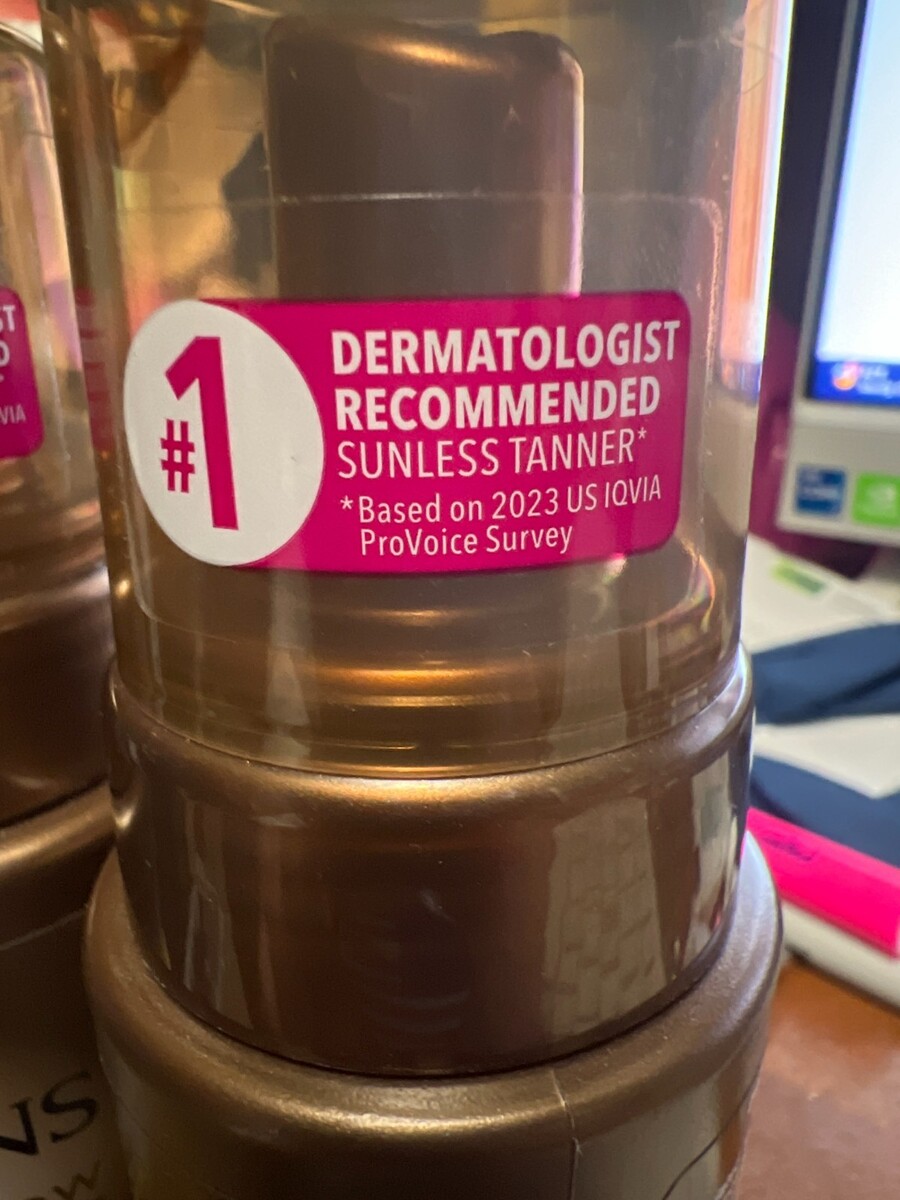 #1
DERMATOLOGIST
RECOMMENDED
SUNLESS TANNER*
*Based on 2023 US IQVIA
ProVoice Survey